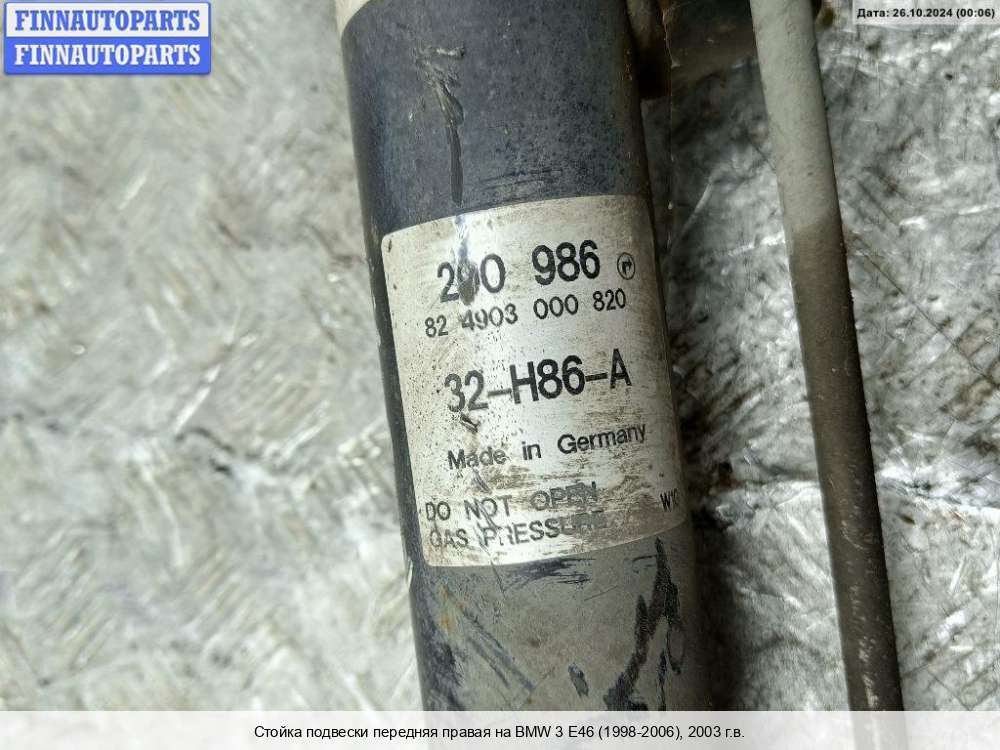 FINNAUTOPARTS
FINNAUTOPARTS
Дата: 26.10.2024 (00:06)
986
82 4903 000 820
32-H86-A
Made in Germany
DO NOT OPEN
GAS PRESSURE
Стойка подвески передняя правая на BMW 3 E46 (1998-2006), 2003 г.в.